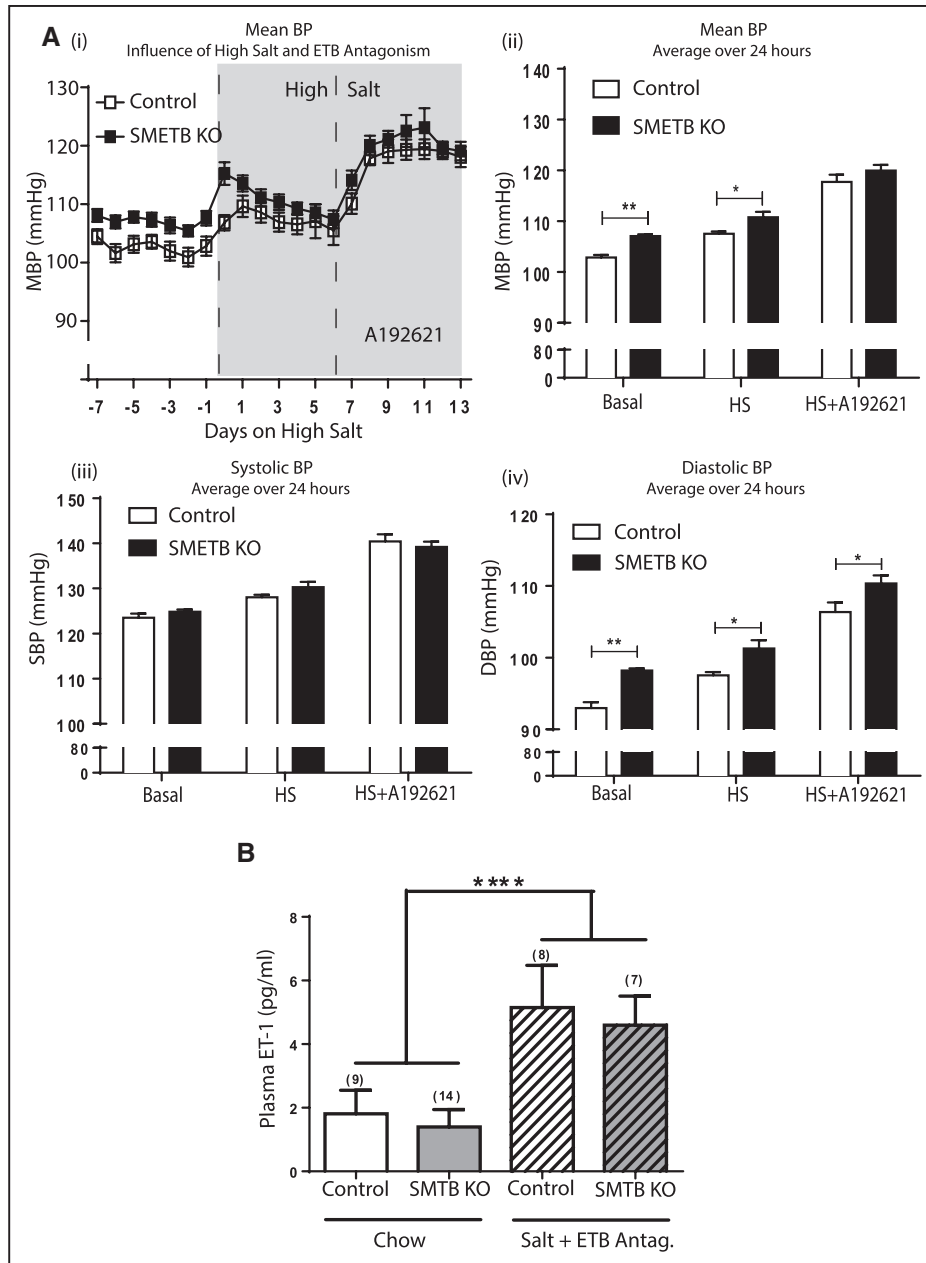 A (i)
Mean BP
Influence of High Salt and ETB Antagonism
130
120
110
100
90
MBP (mmHg)
Control
SMETB KO
High Salt
A192621
-7 -5 -3 -1 1 3 5 7 9 11 13
Days on High Salt
(ii)
Mean BP
Average over 24 hours
140
130
120
110
100
90
80
0
MBP (mmHg)
Control
SMETB KO
**
*
Basal HS HS+A192621
(iii)
Systolic BP
Average over 24 hours
150
140
130
120
110
100
80
0
SBP (mmHg)
Control
SMETB KO
Basal HS HS+A192621
(iv)
Diastolic BP
Average over 24 hours
120
110
100
90
80
0
DBP (mmHg)
Control
SMETB KO
**
*
*
Basal HS HS+A192621
B
****
8
6
4
2
0
Plasma ET-1 (pg/ml)
(9)
(14)
(8)
(7)
Control SMTB KO Control SMTB KO
Chow Salt + ETB Antag.